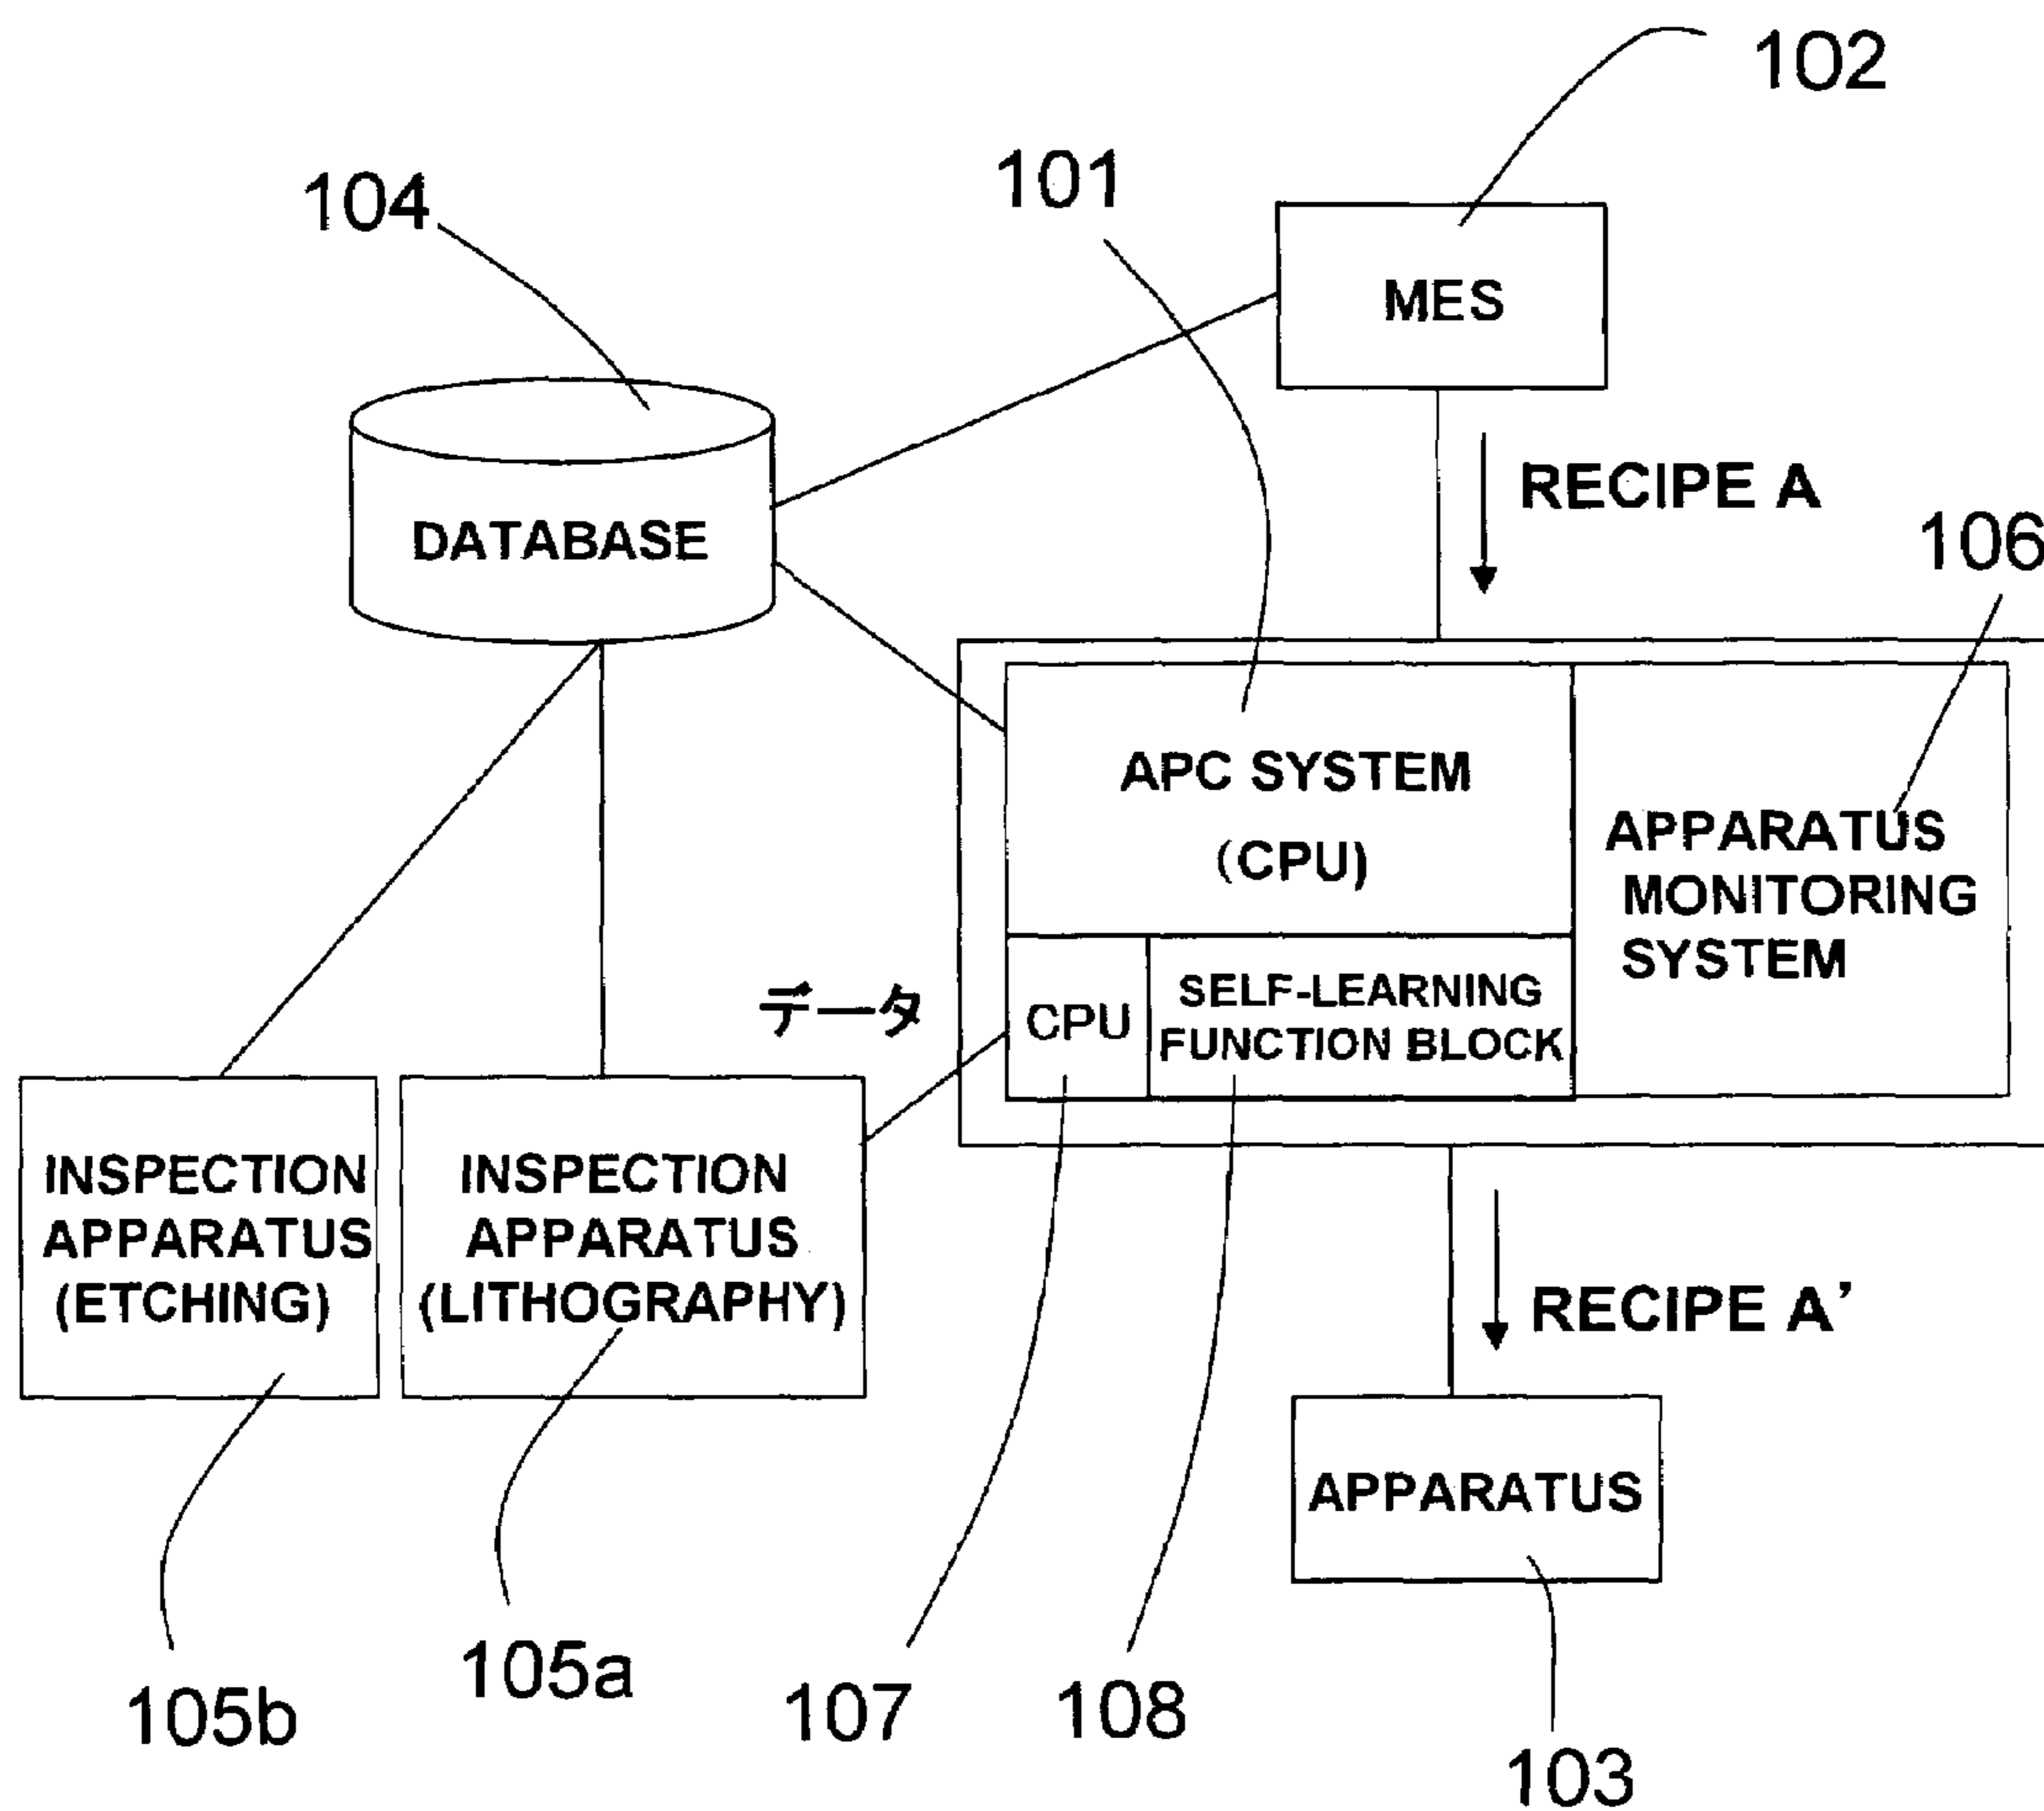 102
101
104
MES
RECIPE A
DATABASE
106
APC SYSTEM
(CPU)
APPARATUS
MONITORING
SYSTEM
データ
CPU
SELF-LEARNING
FUNCTION BLOCK
INSPECTION
APPARATUS
(ETCHING)
INSPECTION
APPARATUS
(LITHOGRAPHY)
RECIPE A'
APPARATUS
105b
105a
107
108
103